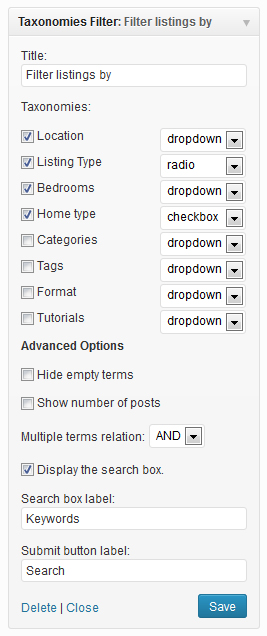 Taxonomies Filter: Filter listings by
Title:
Filter listings by
Taxonomies:
Location dropdown
Listing Type radio
Bedrooms dropdown
Home type checkbox
Categories dropdown
Tags dropdown
Format dropdown
Tutorials dropdown
Advanced Options
Hide empty terms
Show number of posts
Multiple terms relation: AND
Display the search box.
Search box label:
Keywords
Submit button label:
Search
Delete | Close Save